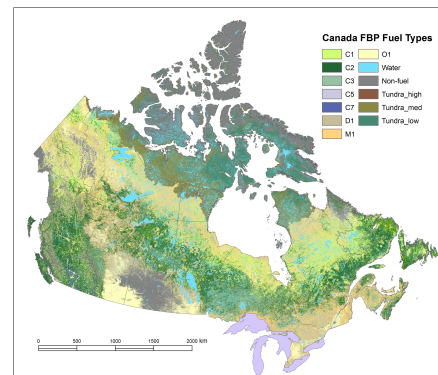 Canada FBP Fuel Types
C1
C2
C3
C5
C7
D1
M1
O1
Water
Non-fuel
Tundra_high
Tundra_med
Tundra_low
0 500 1000 1500 2000 km